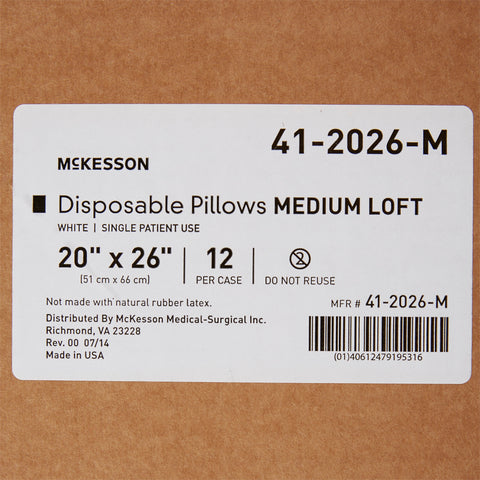 41-2026-M
McKESSON
Disposable Pillows MEDIUM LOFT
WHITE | SINGLE PATIENT USE
20" x 26" | 12 |
(51 cm x 66 cm) PER CASE DO NOT REUSE
Not made with natural rubber latex.
MFR # 41-2026-M
Distributed By McKesson Medical-Surgical Inc.
Richmond, VA 23228
Rev. 00 07/14
Made in USA
(01)40612479195316